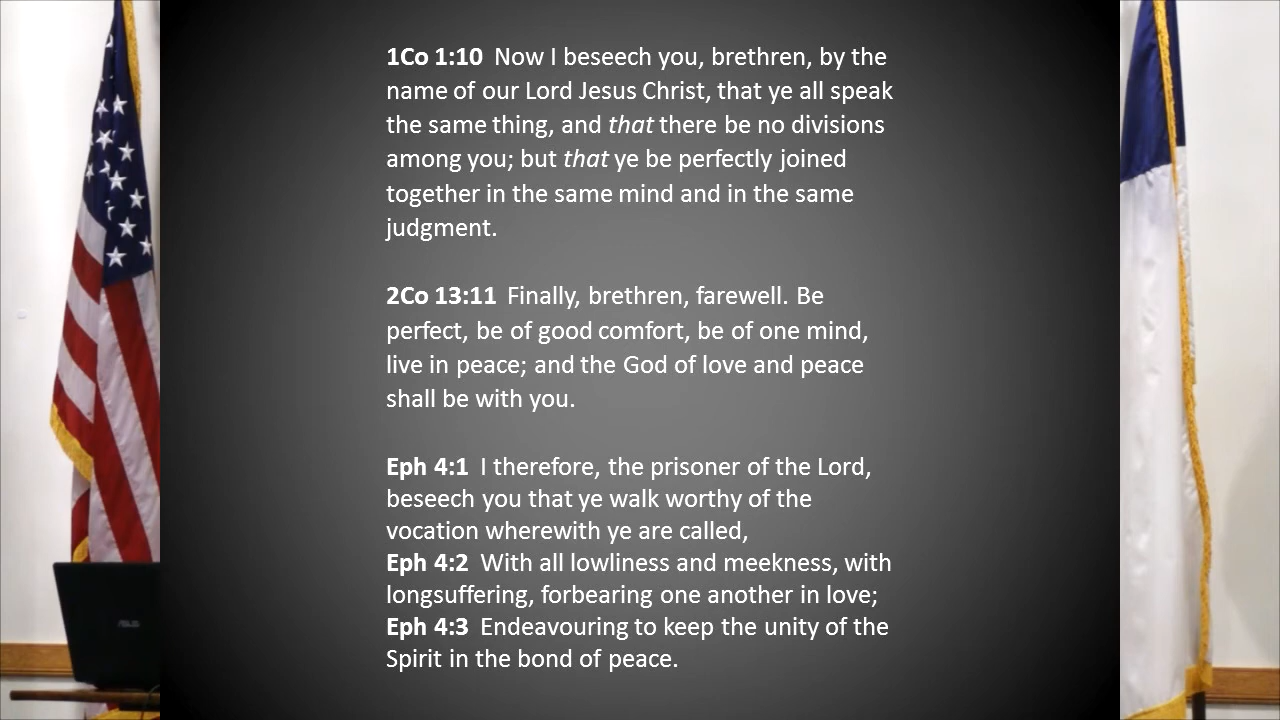 1Co 1:10 Now I beseech you, brethren, by the
name of our Lord Jesus Christ, that ye all speak
the same thing, and that there be no divisions
among you; but that ye be perfectly joined
together in the same mind and in the same
judgment.
2Co 13:11 Finally, brethren, farewell. Be
perfect, be of good comfort, be of one mind,
live in peace; and the God of love and peace
shall be with you.
Eph 4:1 I therefore, the prisoner of the Lord,
beseech you that ye walk worthy of the
vocation wherewith ye are called,
Eph 4:2 With all lowliness and meekness, with
longsuffering, forbearing one another in love;
Eph 4:3 Endeavouring to keep the unity of the
Spirit in the bond of peace.
ASUS